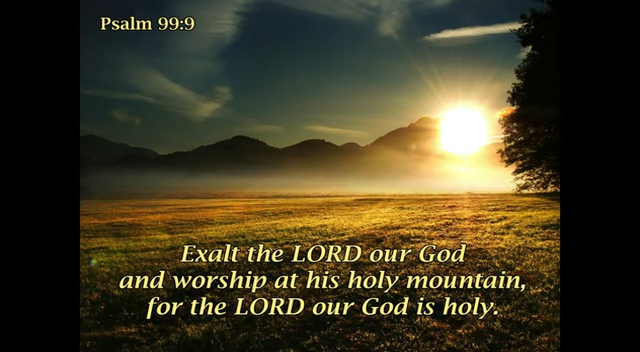 Psalm 99:9
Exalt the LORD our God
and worship at his holy mountain,
for the LORD our God is holy.